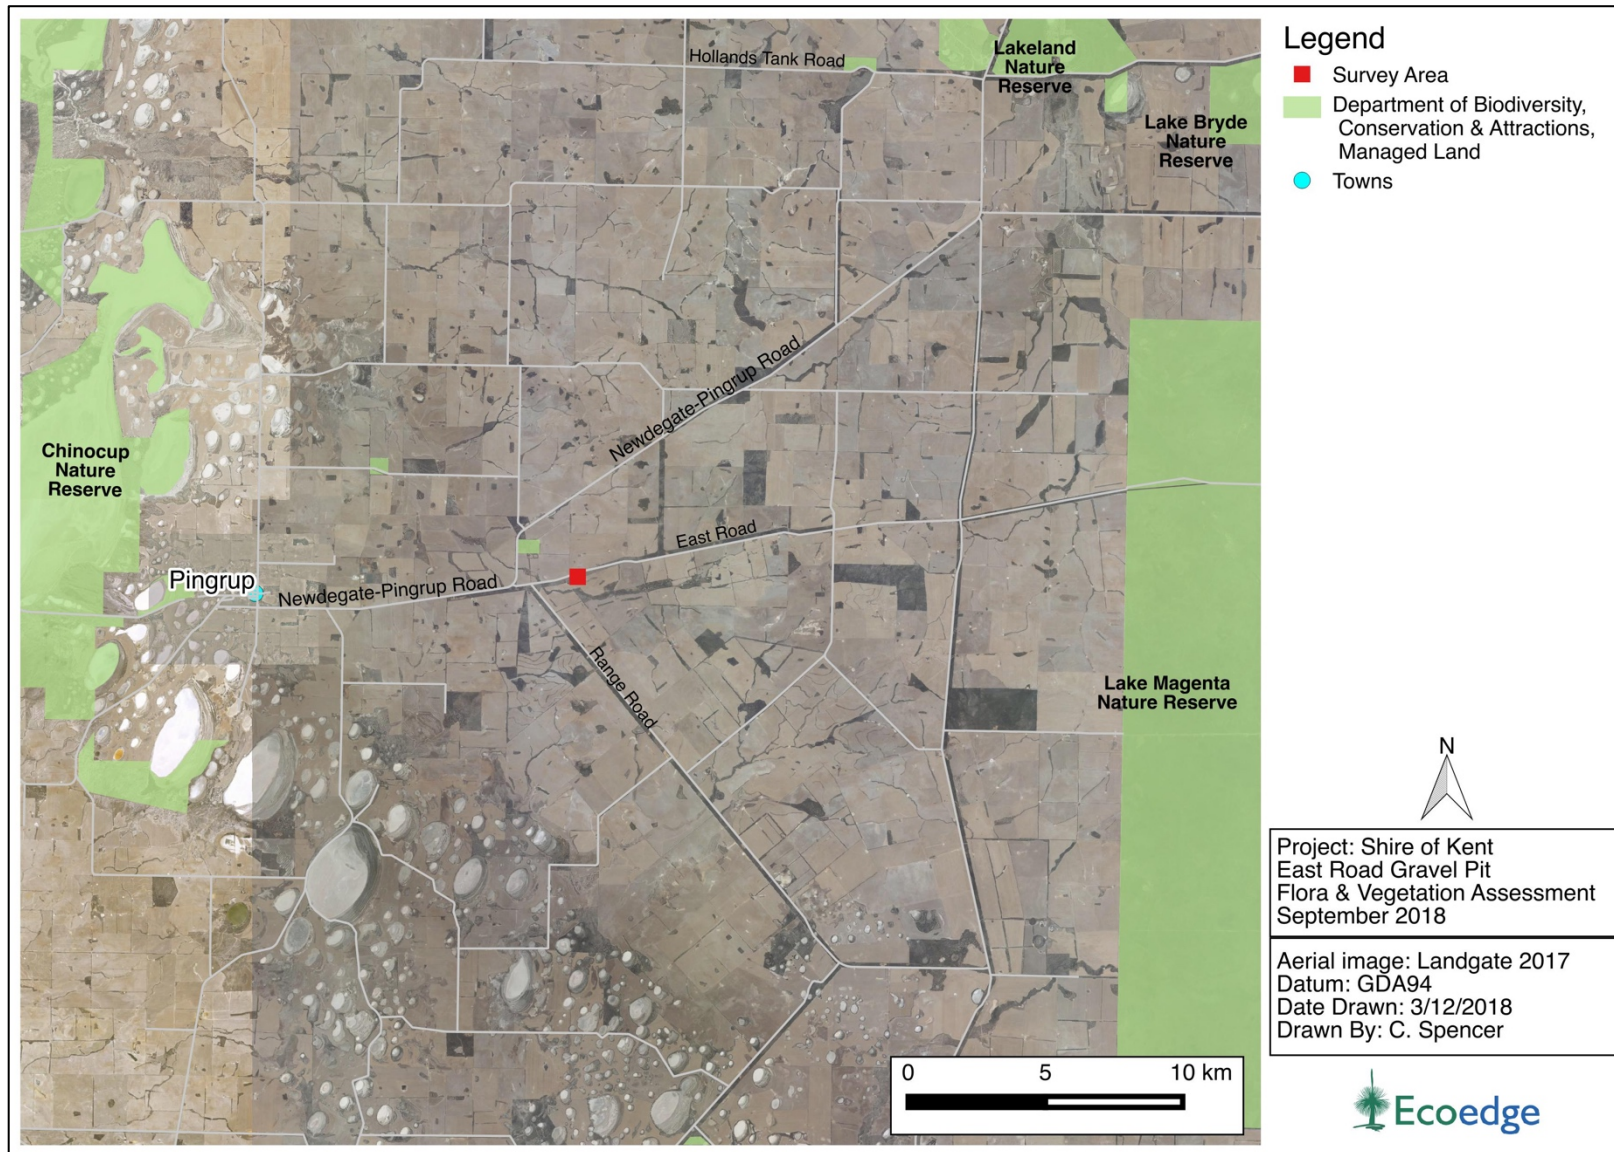 Hollands Tank Road
Lakeland
Nature
Reserve
Lake Bryde
Nature
Reserve
Newdegate-Pingrup Road
Chinocup
Nature
Reserve
East Road
Pingrup
Newdegate-Pingrup Road
Range Road
Lake Magenta
Nature Reserve
0 5 10 km
Legend
Survey Area
Department of Biodiversity,
Conservation & Attractions,
Managed Land
Towns
N
Project: Shire of Kent
East Road Gravel Pit
Flora & Vegetation Assessment
September 2018
Aerial image: Landgate 2017
Datum: GDA94
Date Drawn: 3/12/2018
Drawn By: C. Spencer
Ecoedge